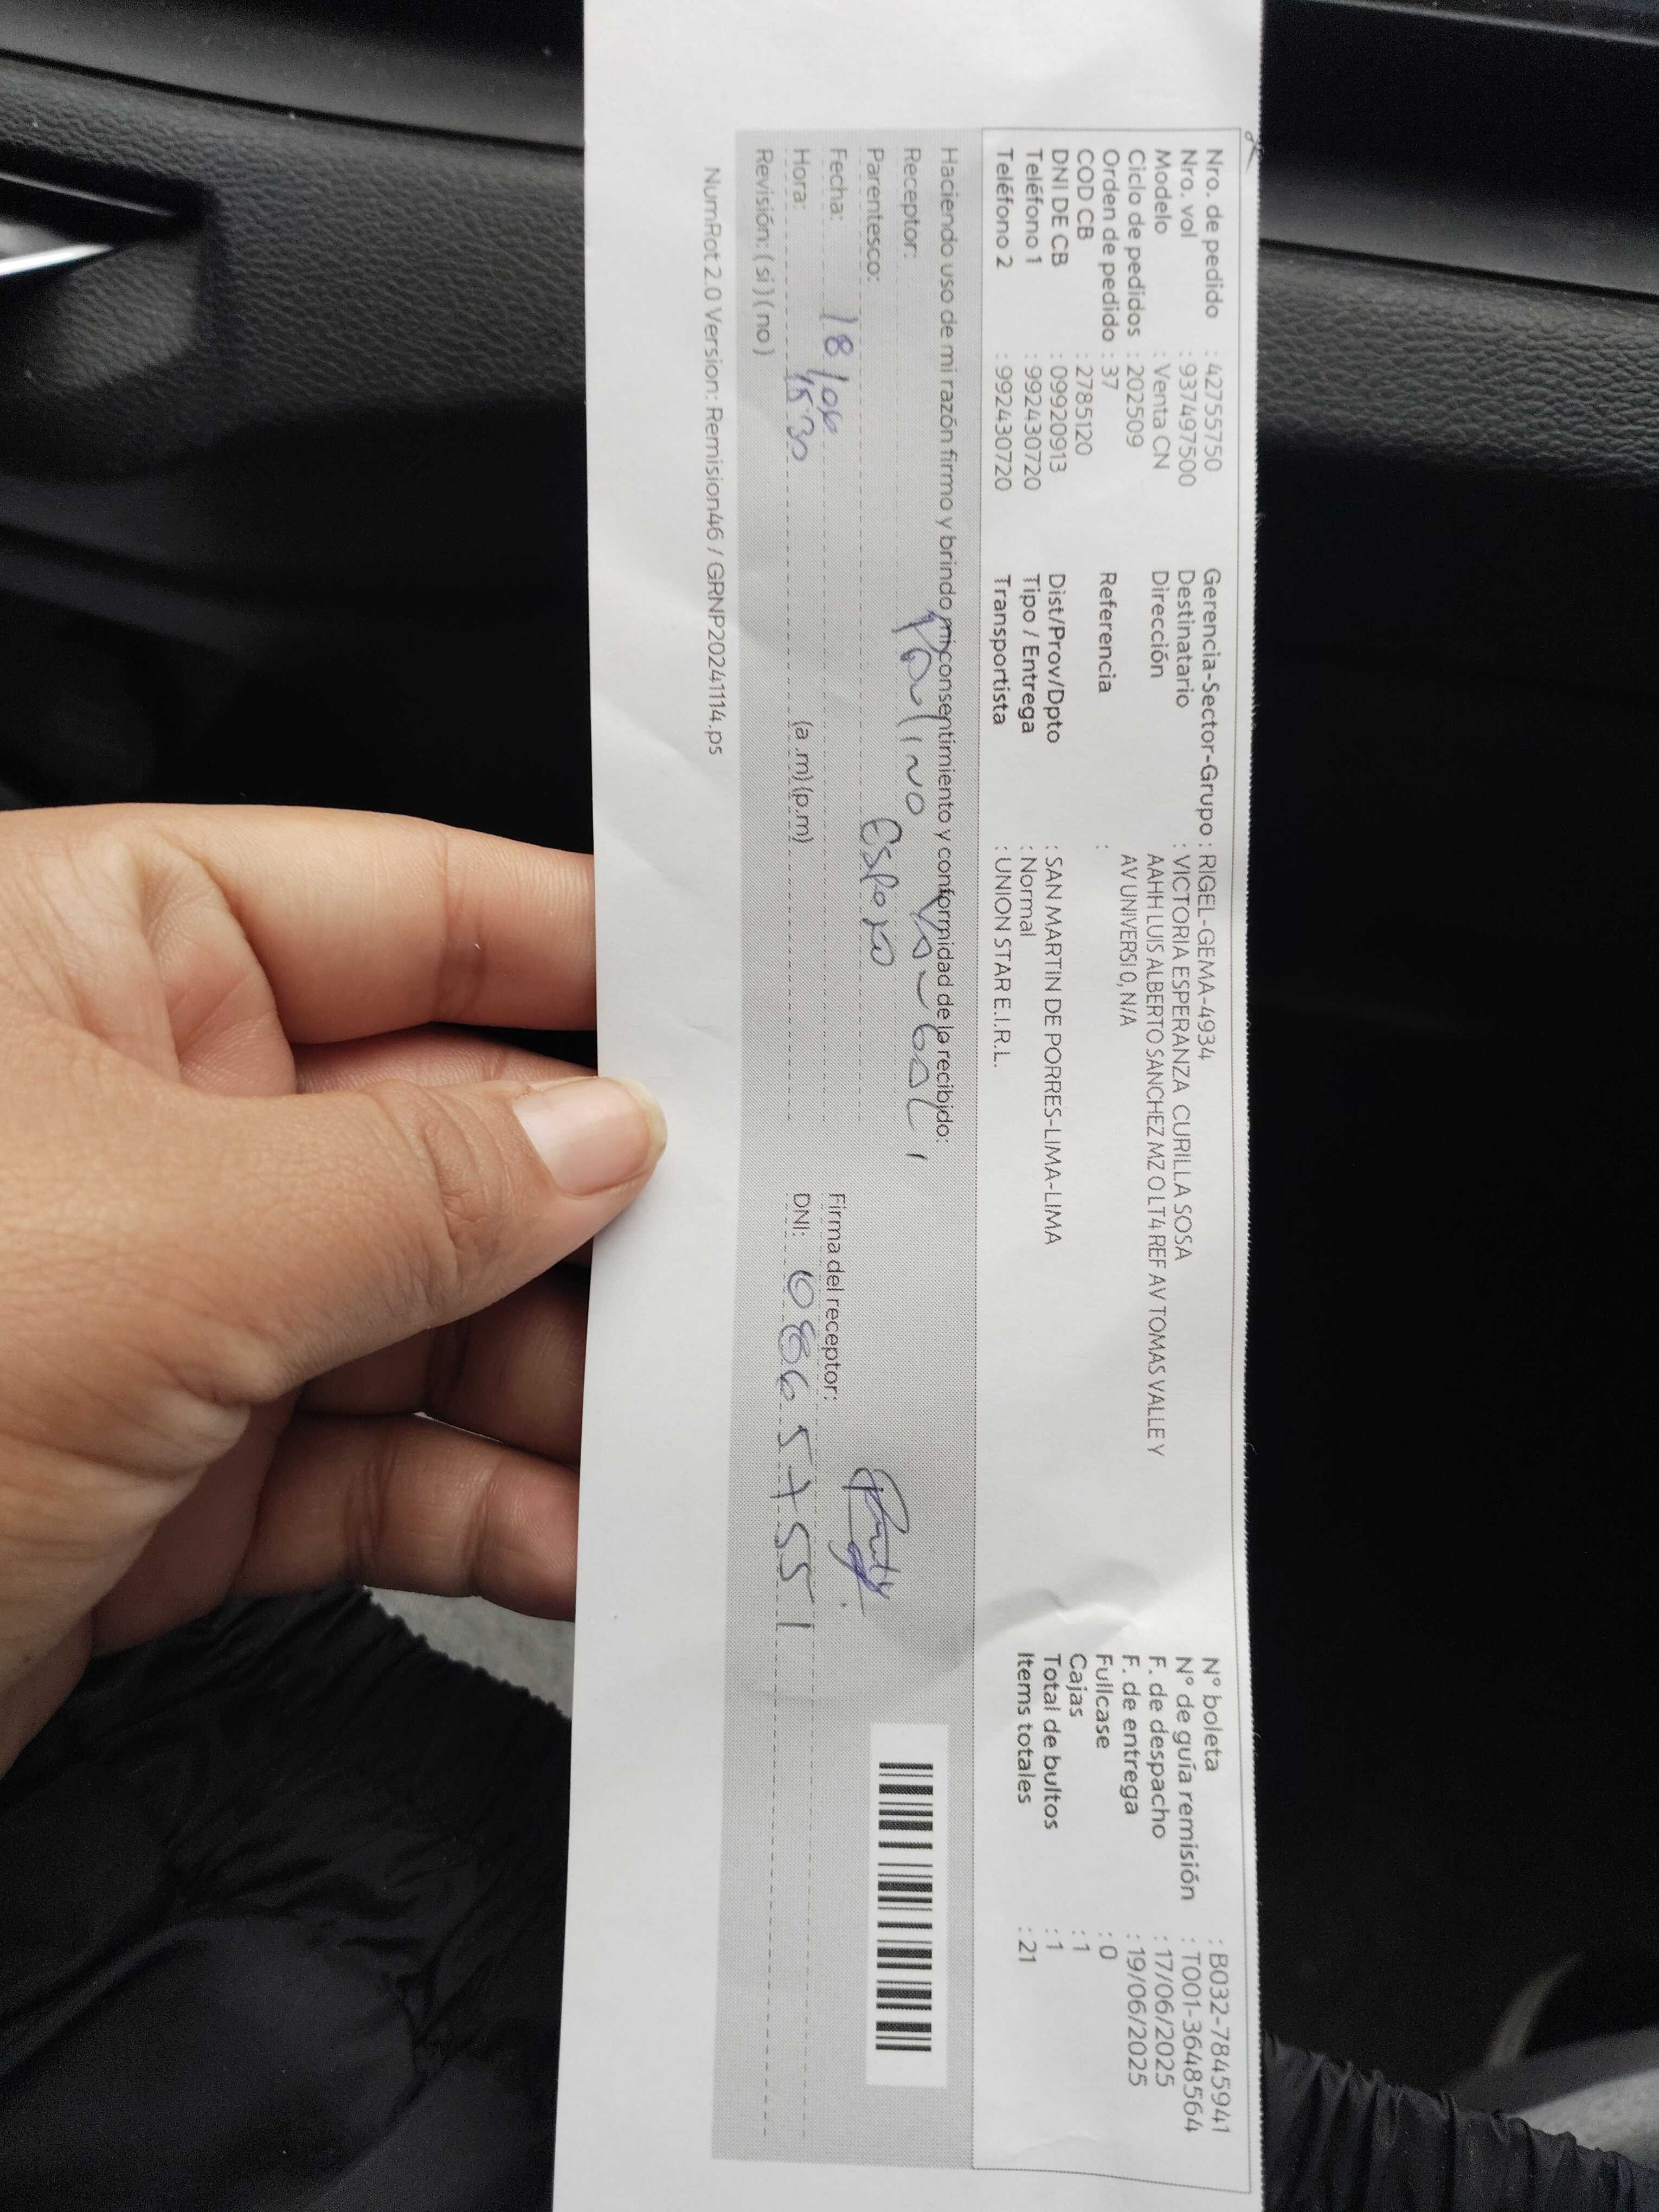 Nro. de pedido : 42755750
Nro. vol : 937497500
Modelo : Venta CN
Ciclo de pedidos : 202509
Orden de pedido : 37
COD CB : 2785120
DNI DE CB : 09920913
Teléfono 1 : 992430720
Teléfono 2 : 992430720
Gerencia-Sector-Grupo : RIGEL-GEMA-4934
Destinatario : VICTORIA ESPERANZA CURILLA SOSA
Dirección AAHH LUIS ALBERTO SANCHEZ MZ O LT4 REF AV TOMAS VALLE Y
AV UNIVERSI 0, N/A
Referencia :
Dist/Prov/Dpto : SAN MARTIN DE PORRES-LIMA-LIMA
Tipo / Entrega : Normal
Transportista : UNION STAR E.I.R.L.
N° boleta : B032-7845941
N° de guía remisión : T001-3648564
F. de despacho : 17/06/2025
F. de entrega : 19/06/2025
Fullcase : 0
Cajas : 1
Total de bultos : 1
Items totales : 21
Haciendo uso de mi razón firmo y brindo mi consentimiento y conformidad de lo recibido:
Receptor: Paulino
Parentesco: Esposo
Fecha: 18/06
Hora: 15:30 (a.m) (p.m)
Revisión: ( si ) ( no )
Firma del receptor:
DNI: 08865755 1
NumRot 2.0 Version: Remision46 / GRNP20241114.ps